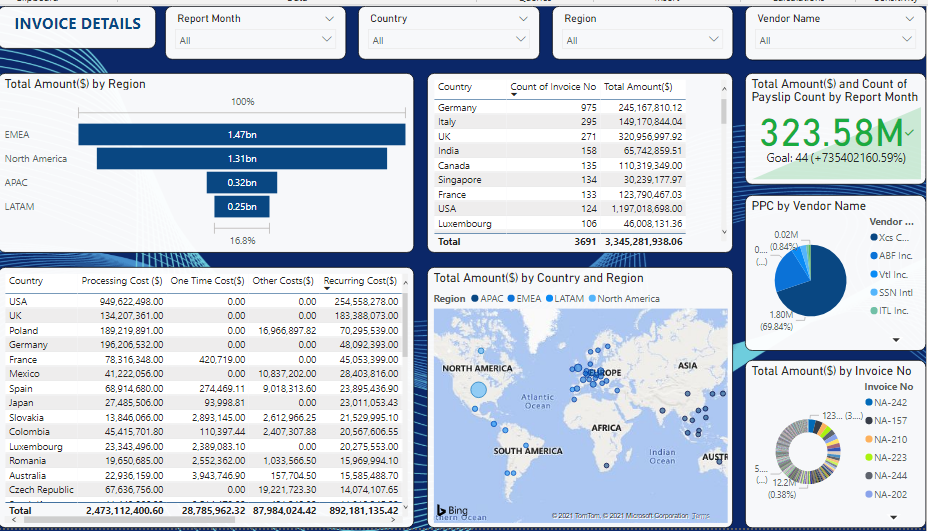 INVOICE DETAILS
Report Month
All
Country
All
Region
All
Vendor Name
All
Total Amount($) by Region
100%
EMEA 1.47bn
North America 1.31bn
APAC 0.32bn
LATAM 0.25bn
16.8%
Country Count of Invoice No Total Amount($)
Germany 975 245,167,810.12
Italy 295 149,170,844.04
UK 271 320,956,997.92
India 158 65,742,859.51
Canada 135 110,319,349.00
Singapore 134 30,239,177.97
France 133 123,790,467.03
USA 124 1,197,018,698.00
Luxembourg 106 46,008,131.36
Total 3691 3,345,281,938.06
Total Amount($) and Count of
Payslip Count by Report Month
323.58M
Goal: 44 (+735402160.59%)
PPC by Vendor Name
Vendor ...
Xcs C...
ABF Inc.
Vtl Inc.
SSN Intl
ITL Inc.
0.02M
(0.84%)
0....
(...)
1.80M
(69.84%)
Country Processing Cost ($) One Time Cost($) Other Costs($) Recurring Cost($)
USA 949,622,498.00 0.00 0.00 254,558,278.00
UK 134,207,361.00 0.00 0.00 183,388,073.00
Poland 189,219,891.00 0.00 16,966,897.82 70,295,539.00
Germany 196,206,532.00 0.00 0.00 48,092,393.00
France 78,316,348.00 420,719.00 0.00 45,053,399.00
Mexico 41,222,056.00 0.00 10,837,202.00 28,403,816.00
Spain 68,914,680.00 274,469.11 9,018,313.60 23,895,436.90
Japan 27,485,506.00 93,998.81 0.00 23,011,053.43
Slovakia 13,846,066.00 2,893,145.00 2,612,966.25 21,529,995.10
Colombia 45,415,701.80 110,397.44 2,407,307.88 20,567,606.55
Luxembourg 23,343,496.00 2,389,083.10 0.00 20,275,553.00
Romania 19,650,685.00 2,552,362.00 1,033,566.50 15,969,994.10
Australia 22,936,159.00 3,943,746.90 157,704.50 15,585,488.70
Czech Republic 67,636,756.00 0.00 19,221,723.30 14,074,107.65
Total 2,473,112,400.60 28,785,962.32 87,984,024.42 892,181,135.42
Total Amount($) by Country and Region
Region APAC EMEA LATAM North America
NORTH AMERICA
EUROPE
ASIA
Atlantic
Ocean
AFRICA
SOUTH AMERICA
Indian
Ocean
AUSTR
Bing
© 2021 TomTom, © 2021 Microsoft Corporation Terms
Total Amount($) by Invoice No
Invoice No
NA-242
NA-157
NA-210
NA-223
NA-244
NA-202
123... (3....)
5....
(...)
12.2M
(0.38%)